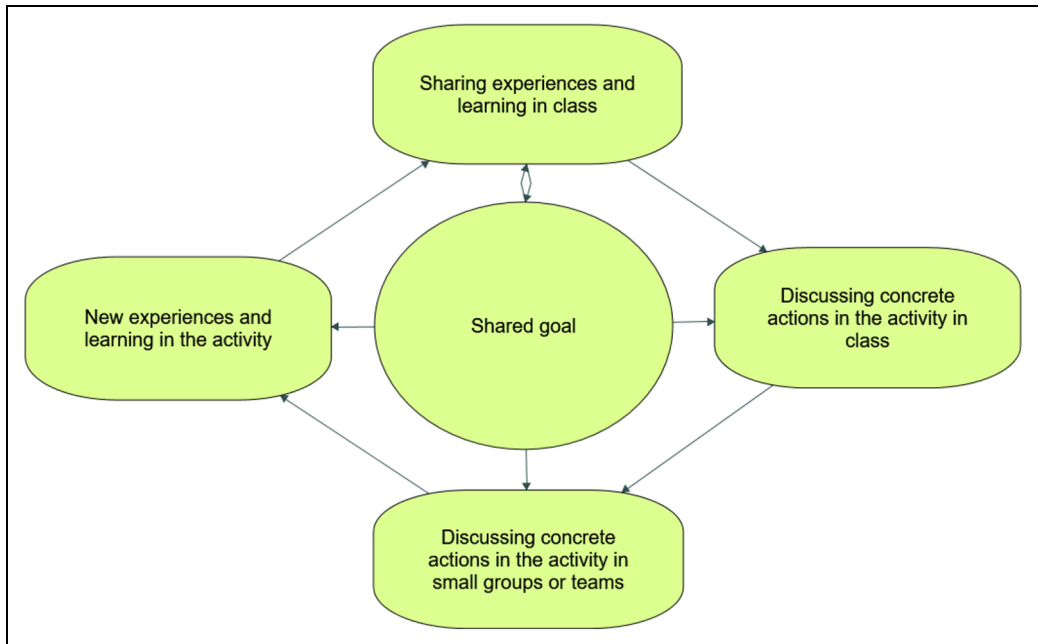 Sharing experiences and
learning in class
New experiences and
learning in the activity
Shared goal
Discussing concrete
actions in the activity in
class
Discussing concrete
actions in the activity in
small groups or teams